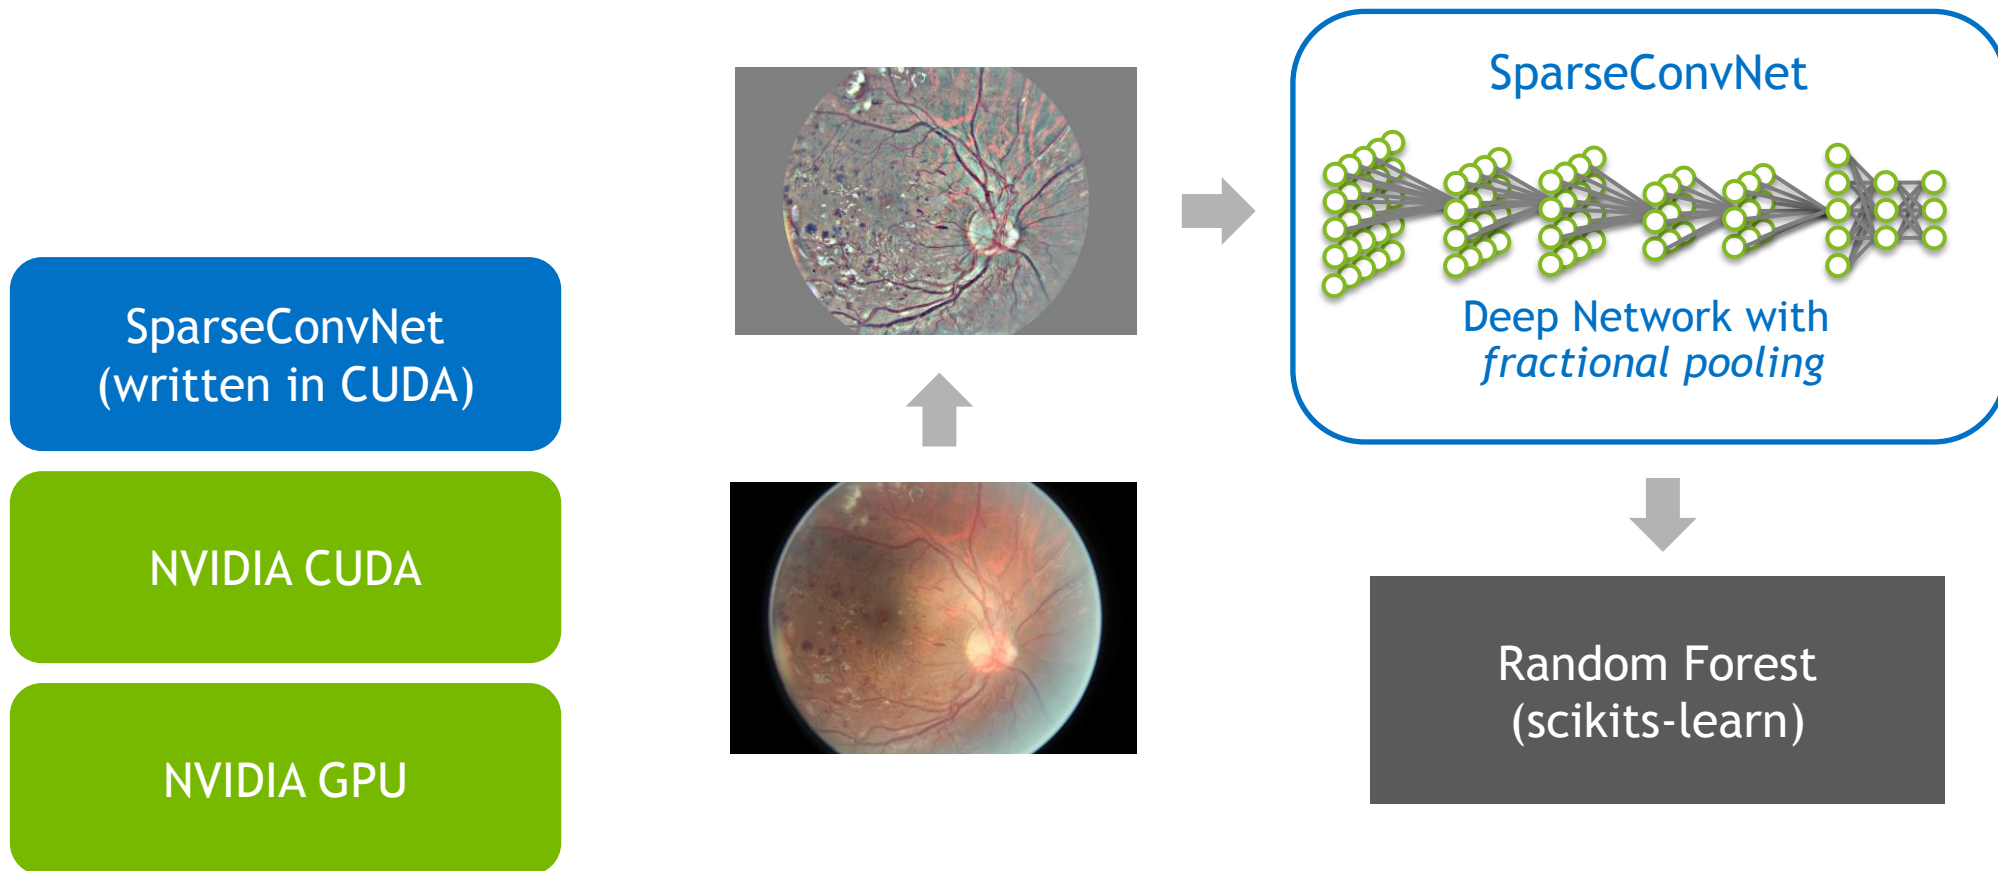 SparseConvNet
(written in CUDA)
NVIDIA CUDA
NVIDIA GPU
SparseConvNet
Deep Network with
fractional pooling
Random Forest
(scikits-learn)